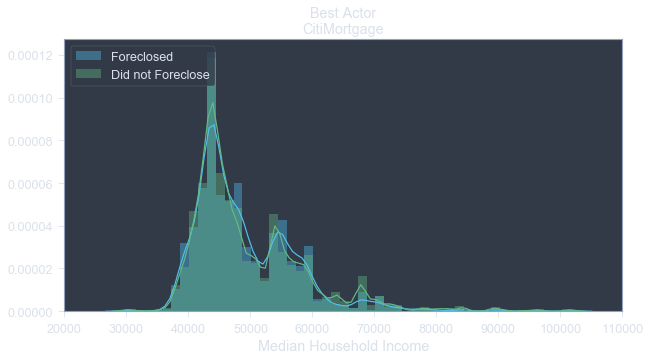 Best Actor
CitiMortgage
Foreclosed
Did not Foreclose
0.00012
0.00010
0.00008
0.00006
0.00004
0.00002
0.00000
20000 30000 40000 50000 60000 70000 80000 90000 100000 110000
Median Household Income